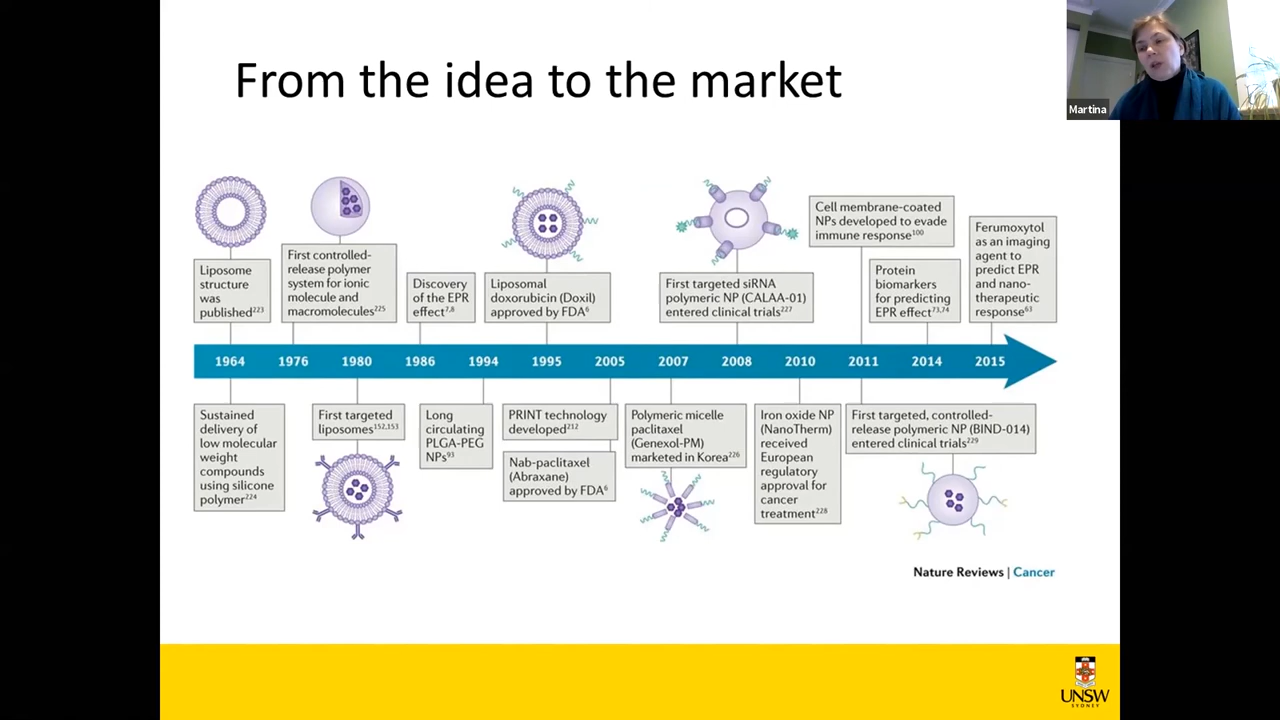 From the idea to the market
Martina
Liposome
structure
was
published223
First controlled-
release polymer
system for ionic
molecule and
macromolecules225
Discovery
of the EPR
effect7,8
Liposomal
doxorubicin (Doxil)
approved by FDA6
First targeted siRNA
polymeric NP (CALAA-01)
entered clinical trials227
Cell membrane-coated
NPs developed to evade
immune response100
Protein
biomarkers
for predicting
EPR effect73,74
Ferumoxytol
as an imaging
agent to
predict EPR
and nano-
therapeutic
response63
1964 1976 1980 1986 1994 1995 2005 2007 2008 2010 2011 2014 2015
Sustained
delivery of
low molecular
weight
compounds
using silicone
polymer224
First targeted
liposomes152,153
Long
circulating
PLGA-PEG
NPs93
PRINT technology
developed212
Nab-paclitaxel
(Abraxane)
approved by FDA6
Polymeric micelle
paclitaxel
(Genexol-PM)
marketed in Korea226
Iron oxide NP
(NanoTherm)
received
European
regulatory
approval for
cancer
treatment228
First targeted, controlled-
release polymeric NP (BIND-014)
entered clinical trials229
Nature Reviews | Cancer
UNSW
SYDNEY